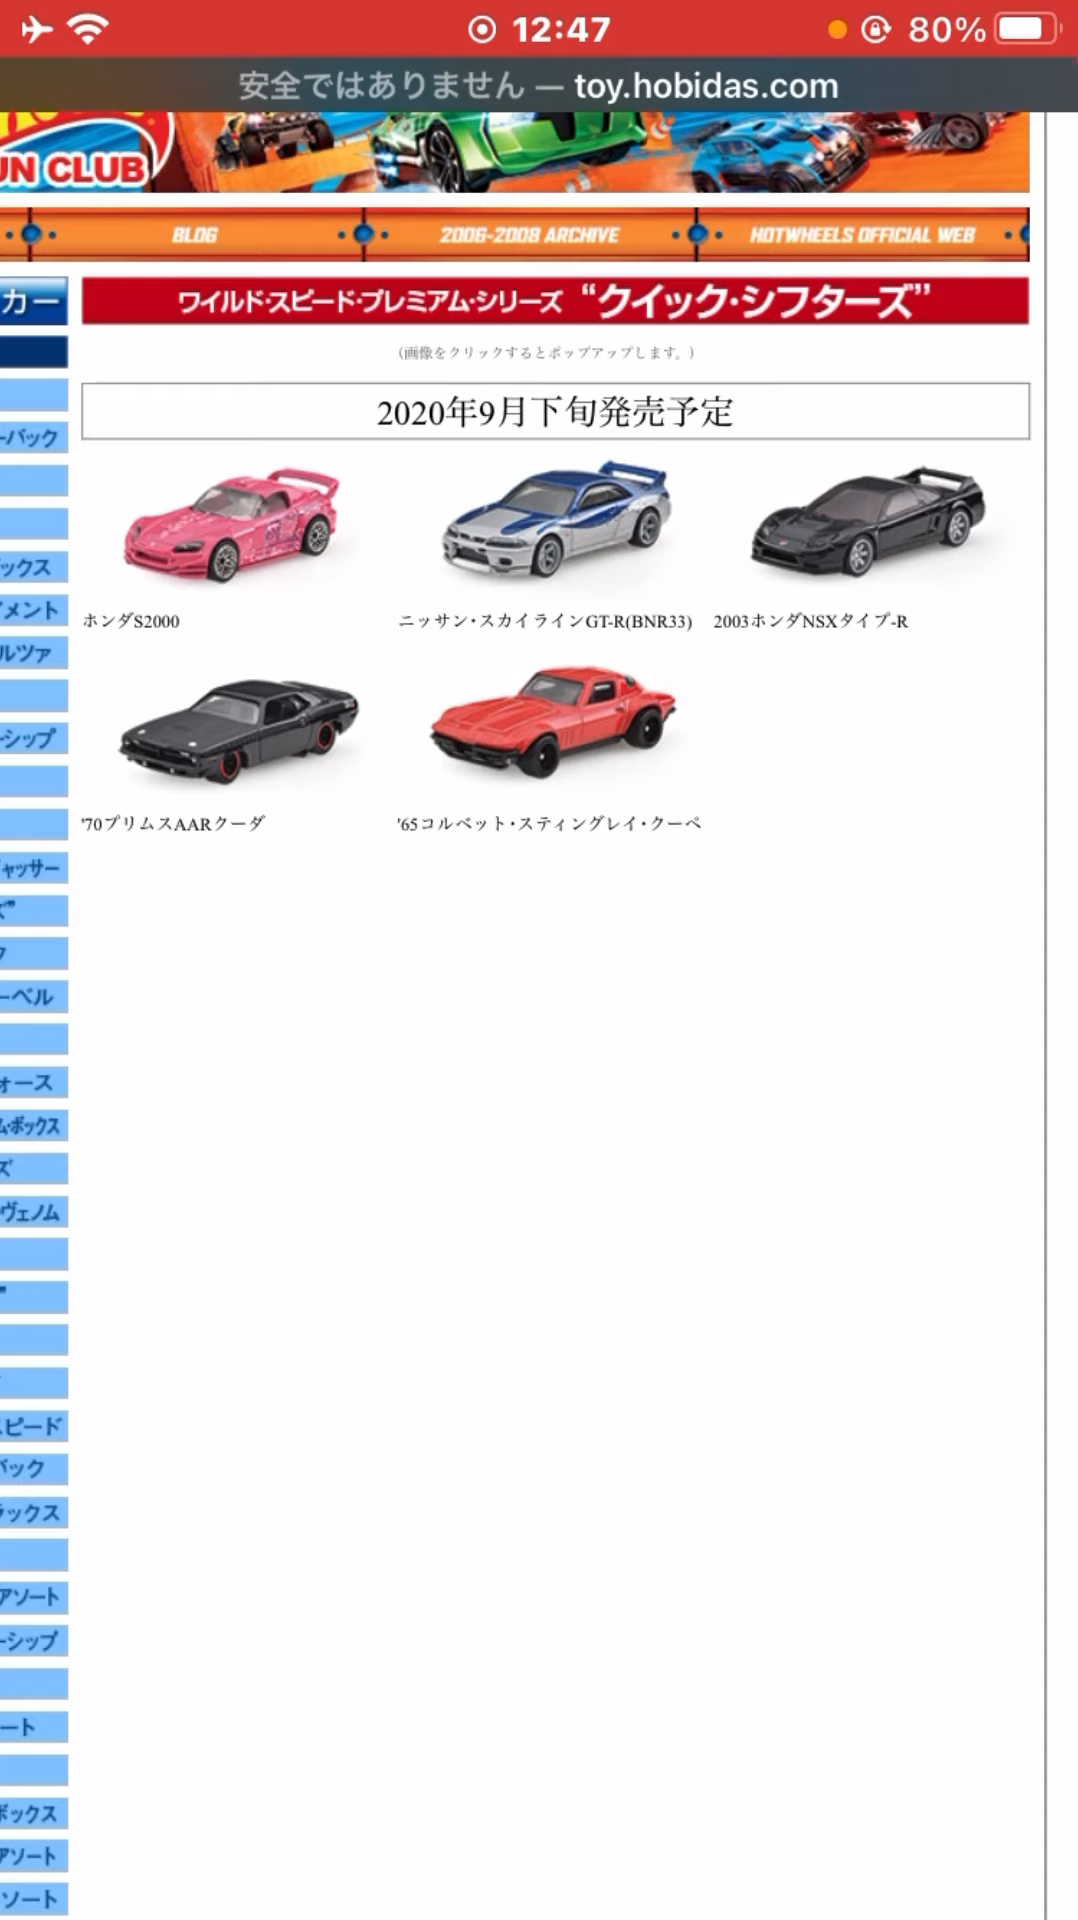 12:47
80%
安全ではありません — toy.hobidas.com
UN CLUB
BLOG
2006-2008 ARCHIVE
HOTWHEELS OFFICIAL WEB
カー
ワイルド・スピード・プレミアム・シリーズ “クイック・シフターズ”
（画像をクリックするとポップアップします。）
2020年9月下旬発売予定
ホンダS2000
ニッサン・スカイラインGT-R(BNR33)
2003ホンダNSXタイプ-R
'70プリムスAARクーダ
'65コルベット・スティングレイ・クーペ
ーパック
ックス
メント
ルツァ
ーシップ
ャッサー
ズ”
ク
ーベル
ォース
ム・ボックス
ズ
ヴェノム
”
スピード
パック
ラックス
アソート
ーシップ
ート
ボックス
アソート
ソート